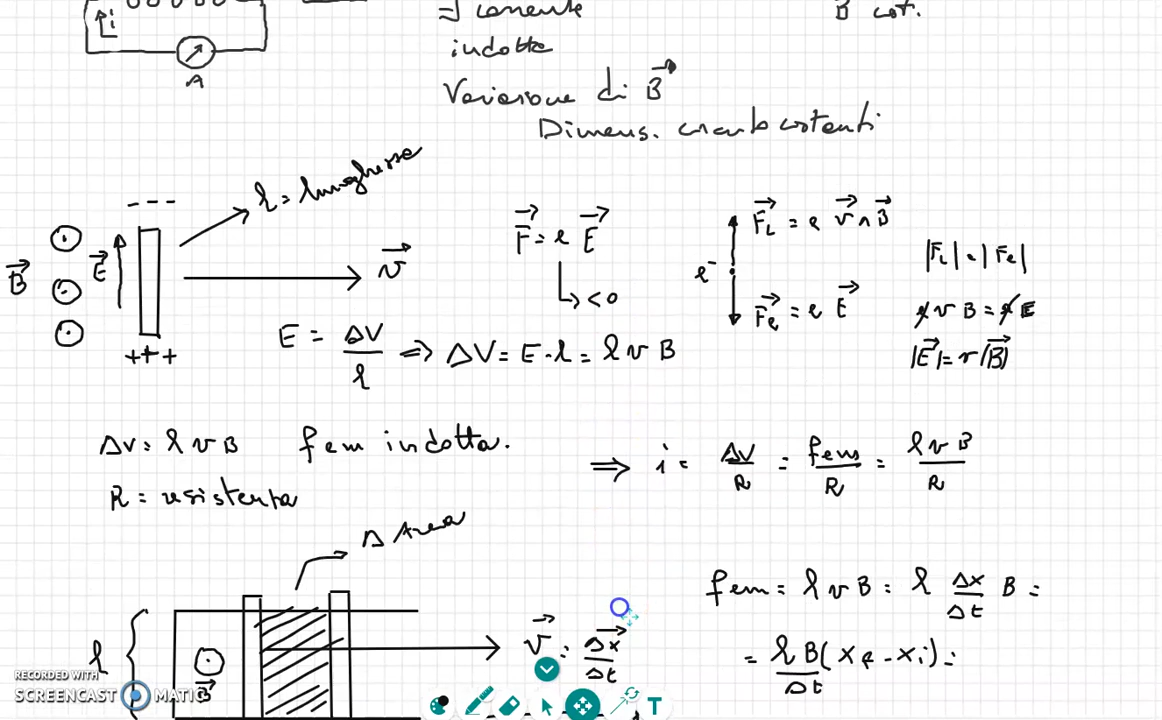 i
A
=) corrente
indotta
B cost.
Variazione di B→
Dimens. circuito costanti
- - -
l = lunghezza
B→
E→
v→
+++
F→ = e E→
↳ < 0
e⁻
F→L = e v→ ∧ B→
F→e = e E→
|FL| = |Fe|
e v B = e E
|E→| = v |B→|
E = ΔV / l ⇒ ΔV = E · l = l v B
ΔV = l v B fem indotta.
R = resistenza
⇒ i = ΔV / R = fem / R = l v B / R
Δ Area
l
B→
v→ = Δx→ / Δt
fem = l v B = l Δx / Δt B =
= l B ( xf - xi ) / Δt =
RECORDED WITH
SCREENCAST MATIC
T